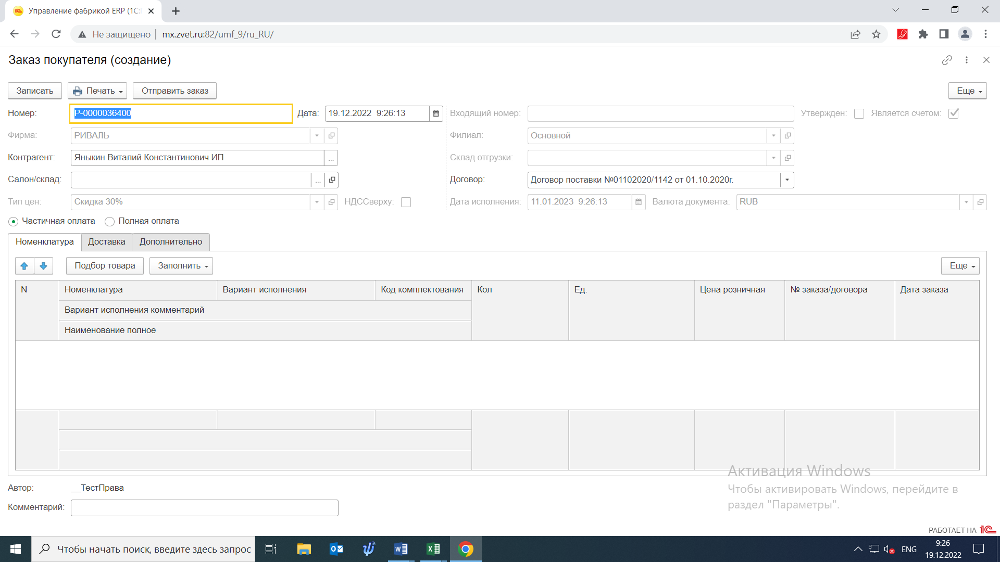 Управление фабрикой ERP (1С:П
Не защищено | mx.zvet.ru:82/umf_9/ru_RU/
Заказ покупателя (создание)
Записать Печать Отправить заказ Еще
Номер: Р-0000036400 Дата: 19.12.2022 9:26:13 Входящий номер: Утвержден: Является счетом:
Фирма: РИВАЛЬ Филиал: Основной
Контрагент: Яныкин Виталий Константинович ИП ... Склад отгрузки:
Салон/склад: ... Договор: Договор поставки №01102020/1142 от 01.10.2020г.
Тип цен: Скидка 30% НДССверху: Дата исполнения: 11.01.2023 9:26:13 Валюта документа: RUB
Частичная оплата Полная оплата
Номенклатура Доставка Дополнительно
Подбор товара Заполнить Еще
N Номенклатура Вариант исполнения Код комплектования Кол Ед. Цена розничная № заказа/договора Дата заказа
Вариант исполнения комментарий
Наименование полное
Активация Windows
Чтобы активировать Windows, перейдите в
раздел "Параметры".
Автор: __ТестПрава
Комментарий:
РАБОТАЕТ НА 1С
Чтобы начать поиск, введите здесь запрос
ENG
9:26
19.12.2022